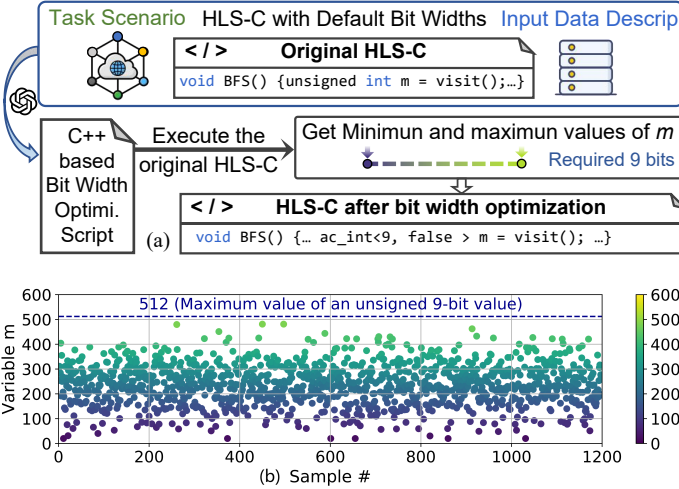 Task Scenario HLS-C with Default Bit Widths Input Data Descrip
</> Original HLS-C
void BFS() {unsigned int m = visit();…}
C++
based
Bit Width
Optimi.
Script
Execute the
original HLS-C
Get Minimun and maximun values of m
Required 9 bits
</> HLS-C after bit width optimization
void BFS() {… ac_int<9, false > m = visit(); …}
(a)
512 (Maximum value of an unsigned 9-bit value)
Variable m
600
500
400
300
200
100
0
0 200 400 600 800 1000 1200
(b) Sample #
600
500
400
300
200
100
0